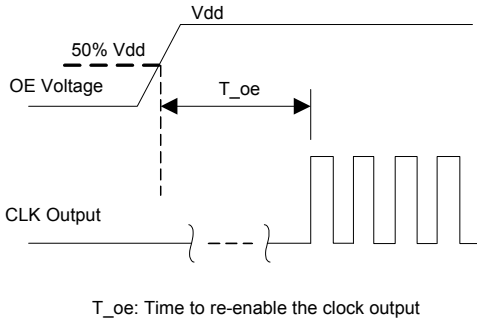 Vdd
50% Vdd
OE Voltage
T_oe
CLK Output
T_oe: Time to re-enable the clock output